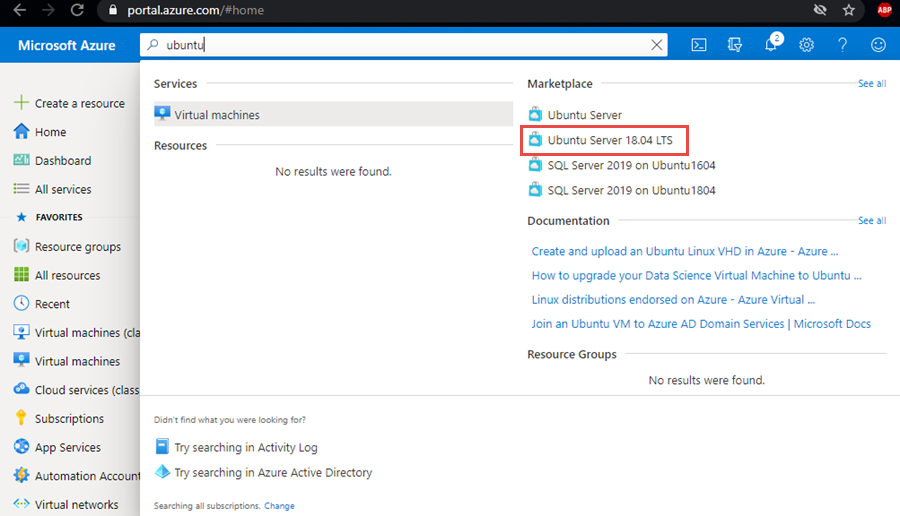 portal.azure.com/#home
ABP
Microsoft Azure
ubuntu
2
Create a resource
Home
Dashboard
All services
FAVORITES
Resource groups
All resources
Recent
Virtual machines (cla
Virtual machines
Cloud services (class
Subscriptions
App Services
Automation Account
Virtual networks
Services
Virtual machines
Resources
No results were found.
Marketplace
See all
Ubuntu Server
Ubuntu Server 18.04 LTS
SQL Server 2019 on Ubuntu1604
SQL Server 2019 on Ubuntu1804
Documentation
See all
Create and upload an Ubuntu Linux VHD in Azure - Azure ...
How to upgrade your Data Science Virtual Machine to Ubuntu ...
Linux distributions endorsed on Azure - Azure Virtual ...
Join an Ubuntu VM to Azure AD Domain Services | Microsoft Docs
Resource Groups
No results were found.
Didn't find what you were looking for?
Try searching in Activity Log
Try searching in Azure Active Directory
Searching all subscriptions. Change